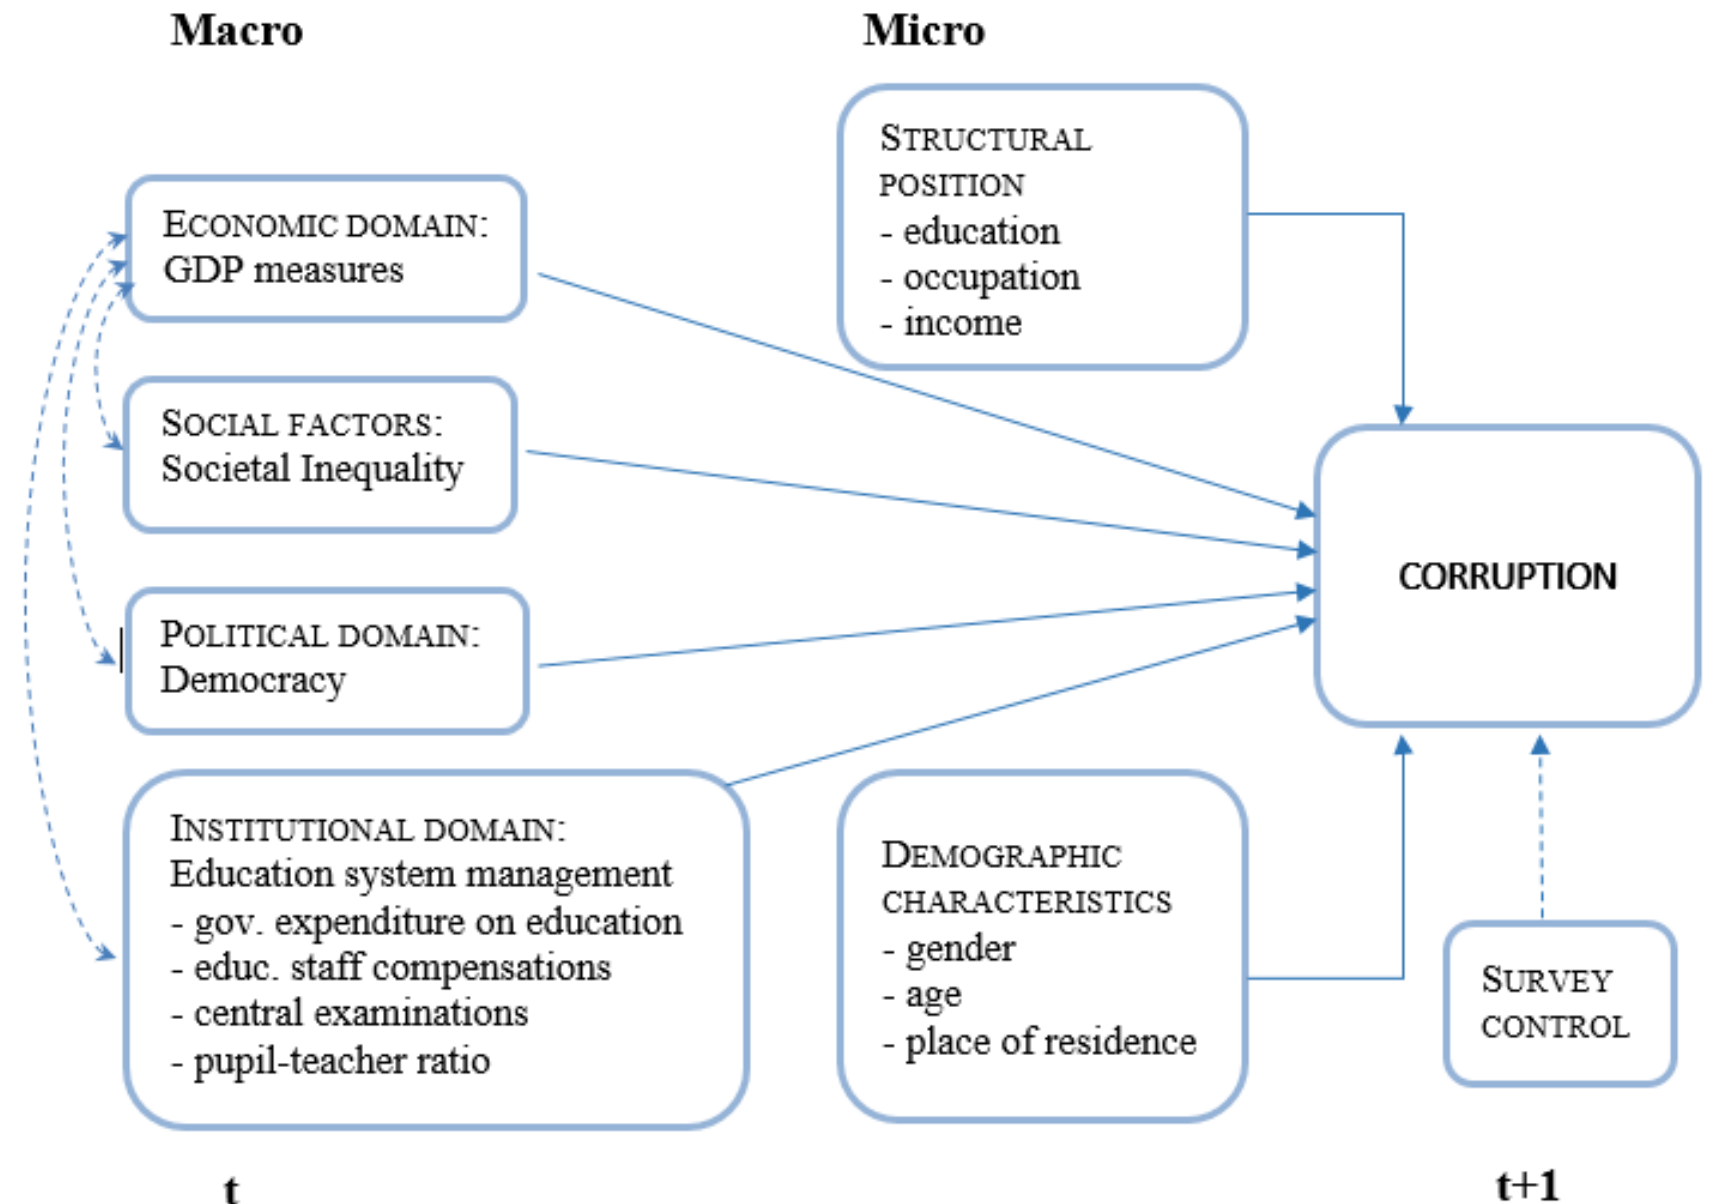 Macro
Micro
ECONOMIC DOMAIN:
GDP measures
SOCIAL FACTORS:
Societal Inequality
POLITICAL DOMAIN:
Democracy
INSTITUTIONAL DOMAIN:
Education system management
- gov. expenditure on education
- educ. staff compensations
- central examinations
- pupil-teacher ratio
STRUCTURAL
POSITION
- education
- occupation
- income
DEMOGRAPHIC
CHARACTERISTICS
- gender
- age
- place of residence
CORRUPTION
SURVEY
CONTROL
t
t+1